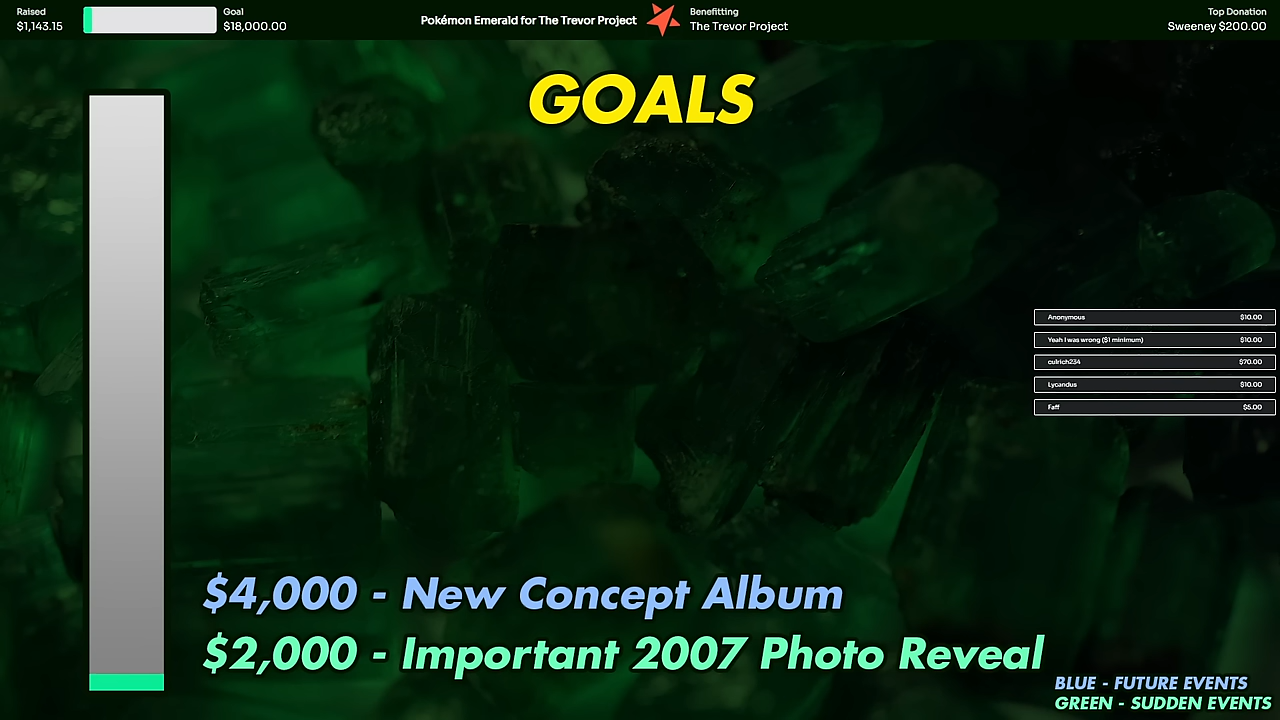 Raised
$1,143.15
Goal
$18,000.00
Pokémon Emerald for The Trevor Project
Benefitting
The Trevor Project
Top Donation
Sweeney $200.00
GOALS
Anonymous $10.00
Yeah I was wrong ($1 minimum) $10.00
culrich234 $70.00
Lycandus $10.00
Faff $5.00
$4,000 - New Concept Album
$2,000 - Important 2007 Photo Reveal
BLUE - FUTURE EVENTS
GREEN - SUDDEN EVENTS